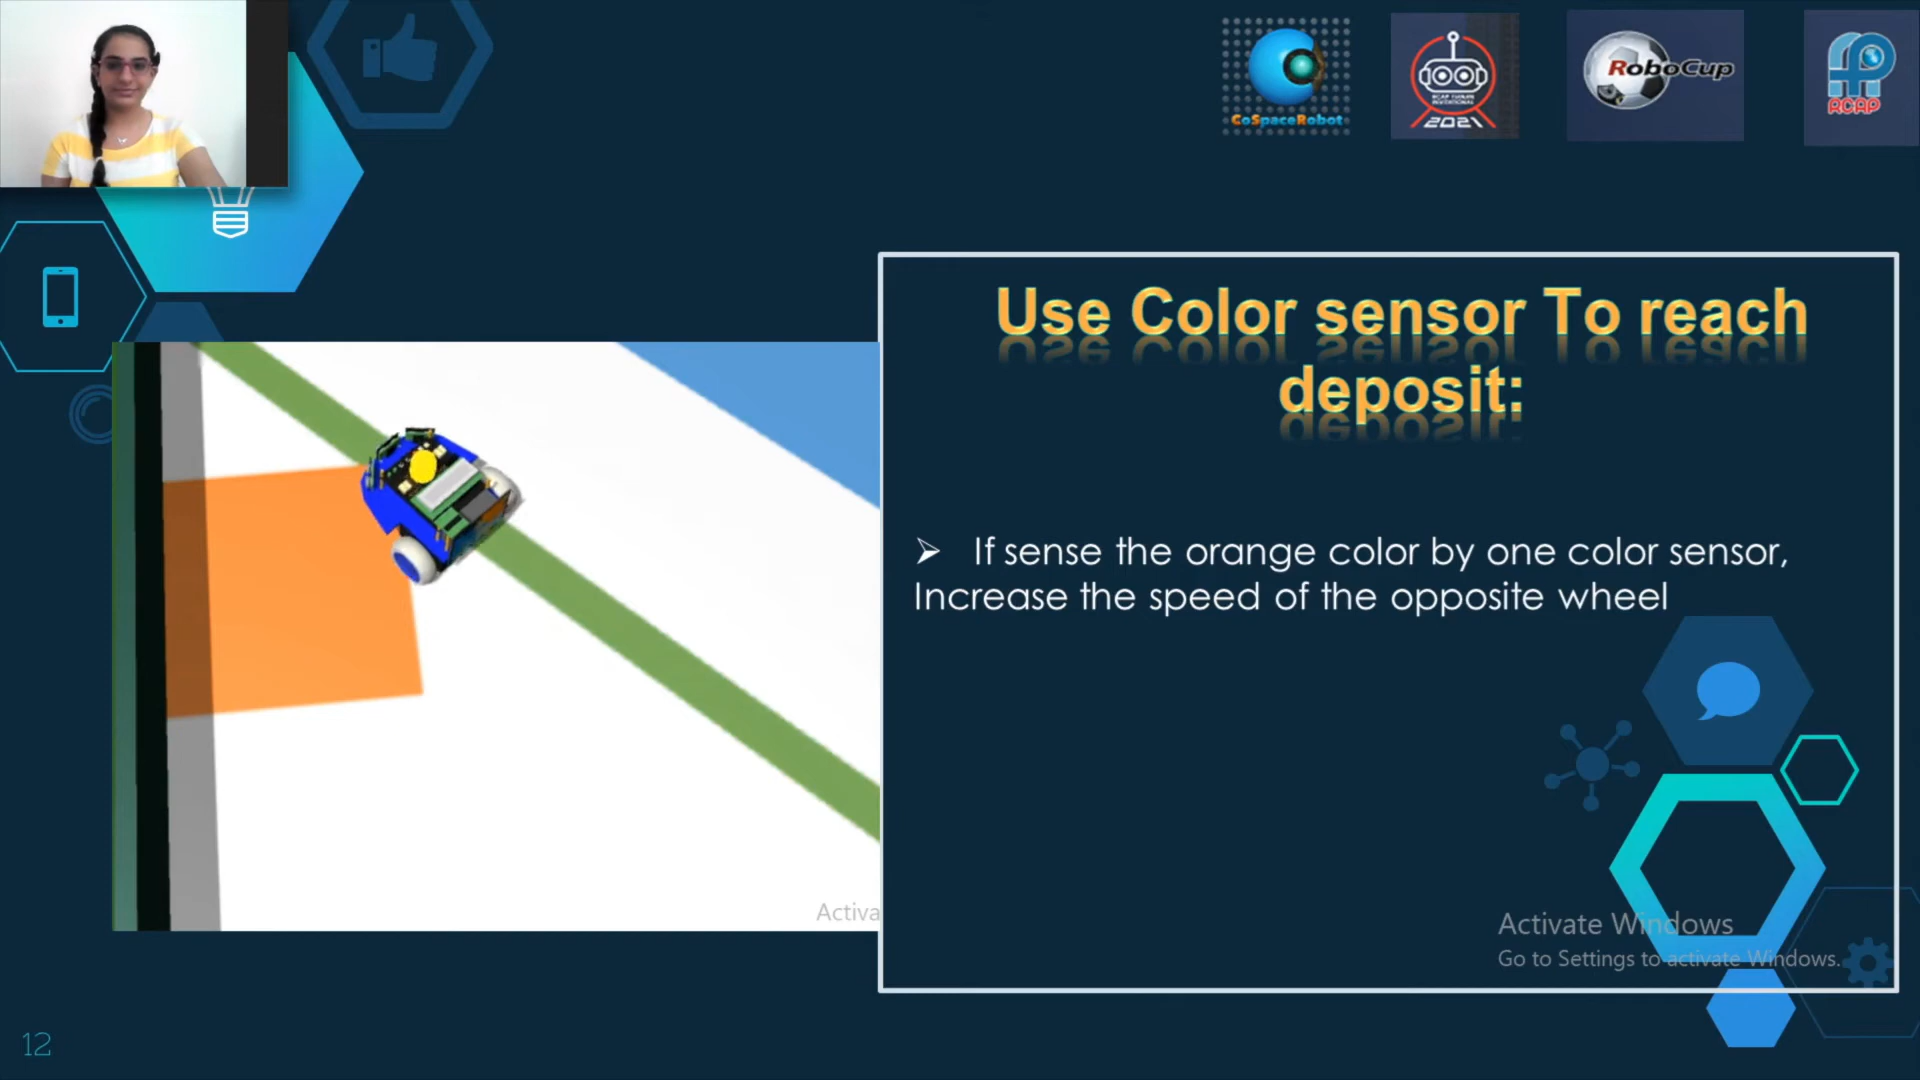 CoSpaceRobot
2021
RoboCup
RCAP
Use Color sensor To reach
deposit:
➢ If sense the orange color by one color sensor,
Increase the speed of the opposite wheel
Activa
Activate Windows
Go to Settings to activate Windows.
12